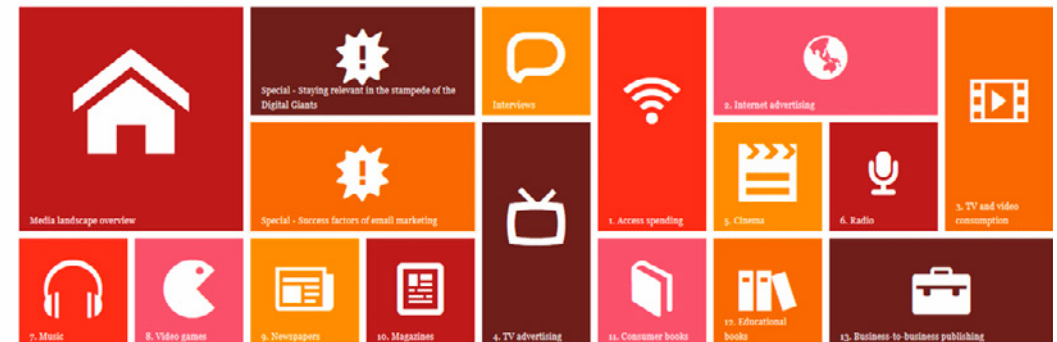 Special - Staying relevant in the stampede of the
Digital Giants
Interviews
2. Internet advertising
Media landscape overview
Special - Success factors of email marketing
1. Access spending
5. Cinema
6. Radio
3. TV and video
consumption
7. Music
8. Video games
9. Newspapers
10. Magazines
4. TV advertising
11. Consumer books
12. Educational
books
13. Business-to-business publishing